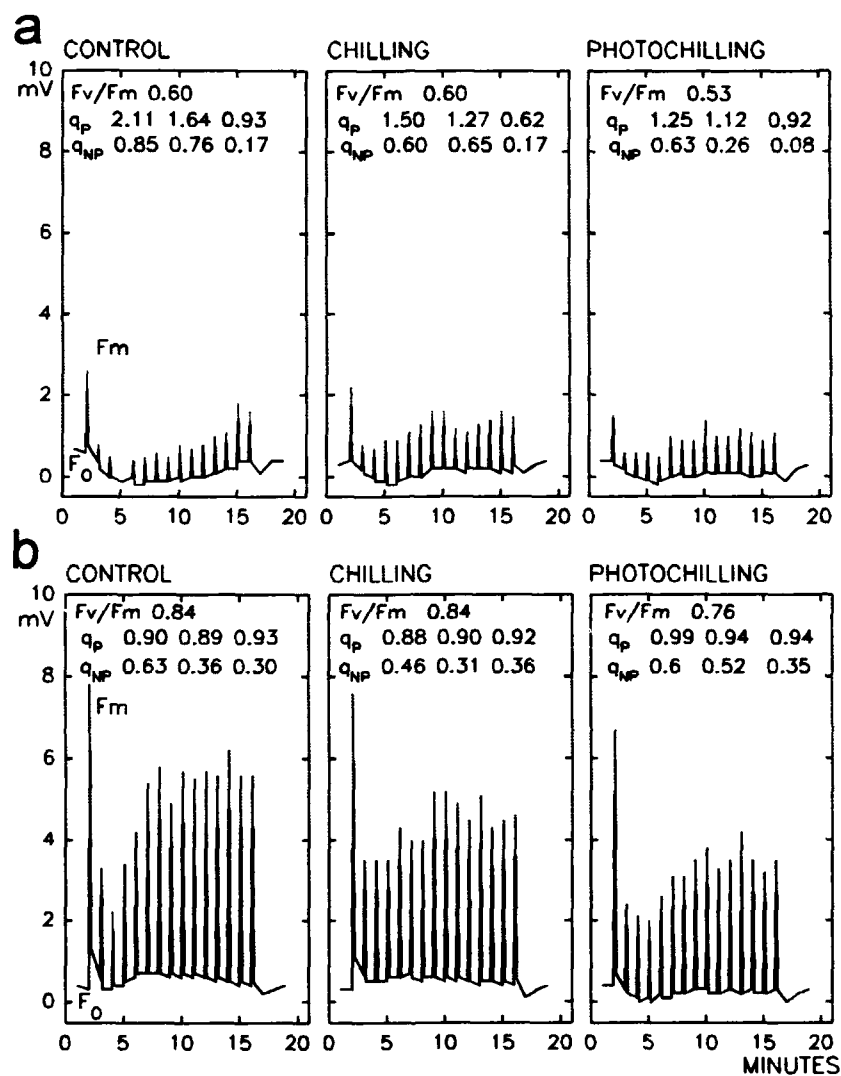 a
CONTROL CHILLING PHOTOCHILLING
10
mV
8
6
4
2
0
Fv/Fm 0.60
qP 2.11 1.64 0.93
qNP 0.85 0.76 0.17
Fm
Fo
0 5 10 15 20
Fv/Fm 0.60
qP 1.50 1.27 0.62
qNP 0.60 0.65 0.17
0 5 10 15 20
Fv/Fm 0.53
qP 1.25 1.12 0,92
qNP 0.63 0.26 0.08
0 5 10 15 20
b
CONTROL CHILLING PHOTOCHILLING
10
mV
8
6
4
2
0
Fv/Fm 0.84
qP 0.90 0.89 0.93
qNP 0.63 0.36 0.30
Fm
Fo
0 5 10 15 20
Fv/Fm 0.84
qP 0.88 0.90 0.92
qNP 0.46 0.31 0.36
0 5 10 15 20
Fv/Fm 0.76
qP 0.99 0.94 0.94
qNP 0.6 0.52 0.35
0 5 10 15 20
MINUTES